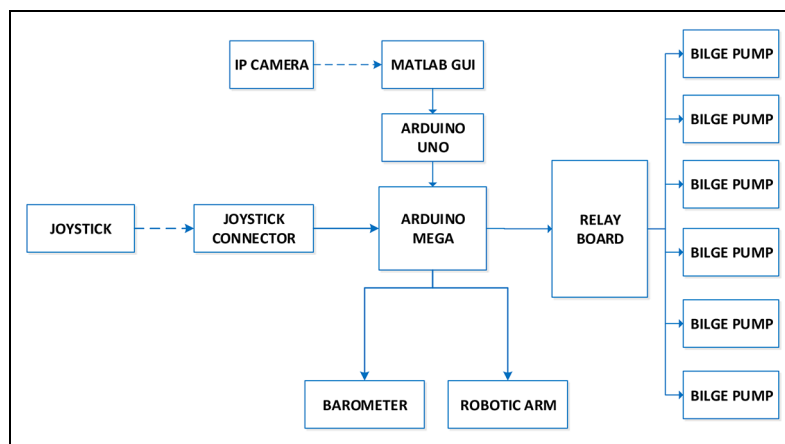 IP CAMERA
MATLAB GUI
ARDUINO
UNO
JOYSTICK
JOYSTICK
CONNECTOR
ARDUINO
MEGA
RELAY
BOARD
BAROMETER
ROBOTIC ARM
BILGE PUMP
BILGE PUMP
BILGE PUMP
BILGE PUMP
BILGE PUMP
BILGE PUMP